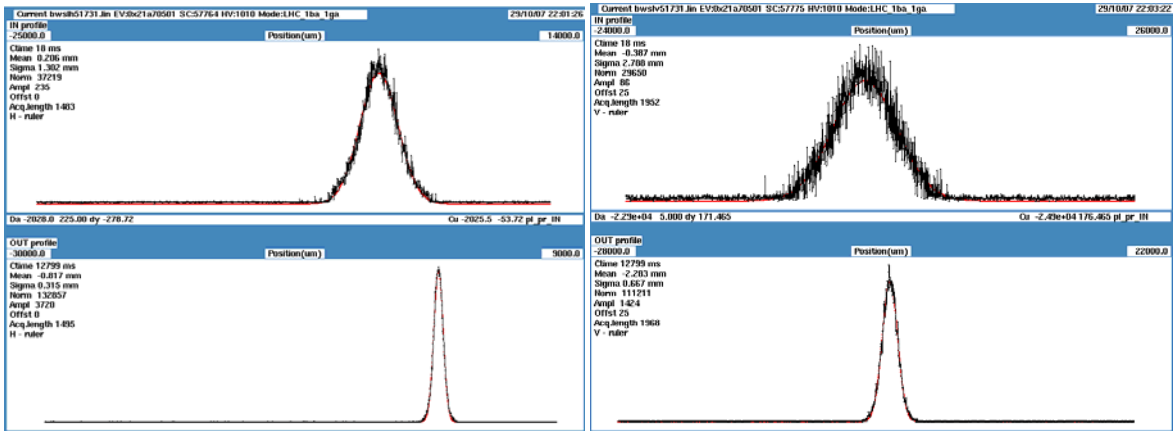 Current bwslh51731.Jin EV:0x21a70501 SC:57764 HV:1010 Mode:LHC_1ba_1ga 29/10/07 22:01:26
IN profile
-25000.0 Position(um) 14000.0
Ctime 18 ms
Mean 0.206 mm
Sigma 1.302 mm
Norm 37219
Ampl 235
Offst 0
Acq.length 1483
H - ruler
Da -2028.0 225.00 dy -278.72 Cu -2025.5 -53.72 pl_pr_IN
OUT profile
-30000.0 Position(um) 9000.0
Ctime 12799 ms
Mean -0.817 mm
Sigma 0.315 mm
Norm 132857
Ampl 3720
Offst 0
Acq.length 1495
H - ruler
Current bwslv51731.Jin EV:0x21a70501 SC:57775 HV:1010 Mode:LHC_1ba_1ga 29/10/07 22:03:22
IN profile
-24000.0 Position(um) 26000.0
Ctime 18 ms
Mean -0.387 mm
Sigma 2.788 mm
Norm 29650
Ampl 86
Offst 25
Acq.length 1952
V - ruler
Da -2.29e+04 5.000 dy 171.465 Cu -2.49e+04 176.465 pl_pr_IN
OUT profile
-28000.0 Position(um) 22000.0
Ctime 12799 ms
Mean -2.283 mm
Sigma 0.667 mm
Norm 111211
Ampl 1424
Offst 25
Acq.length 1968
V - ruler